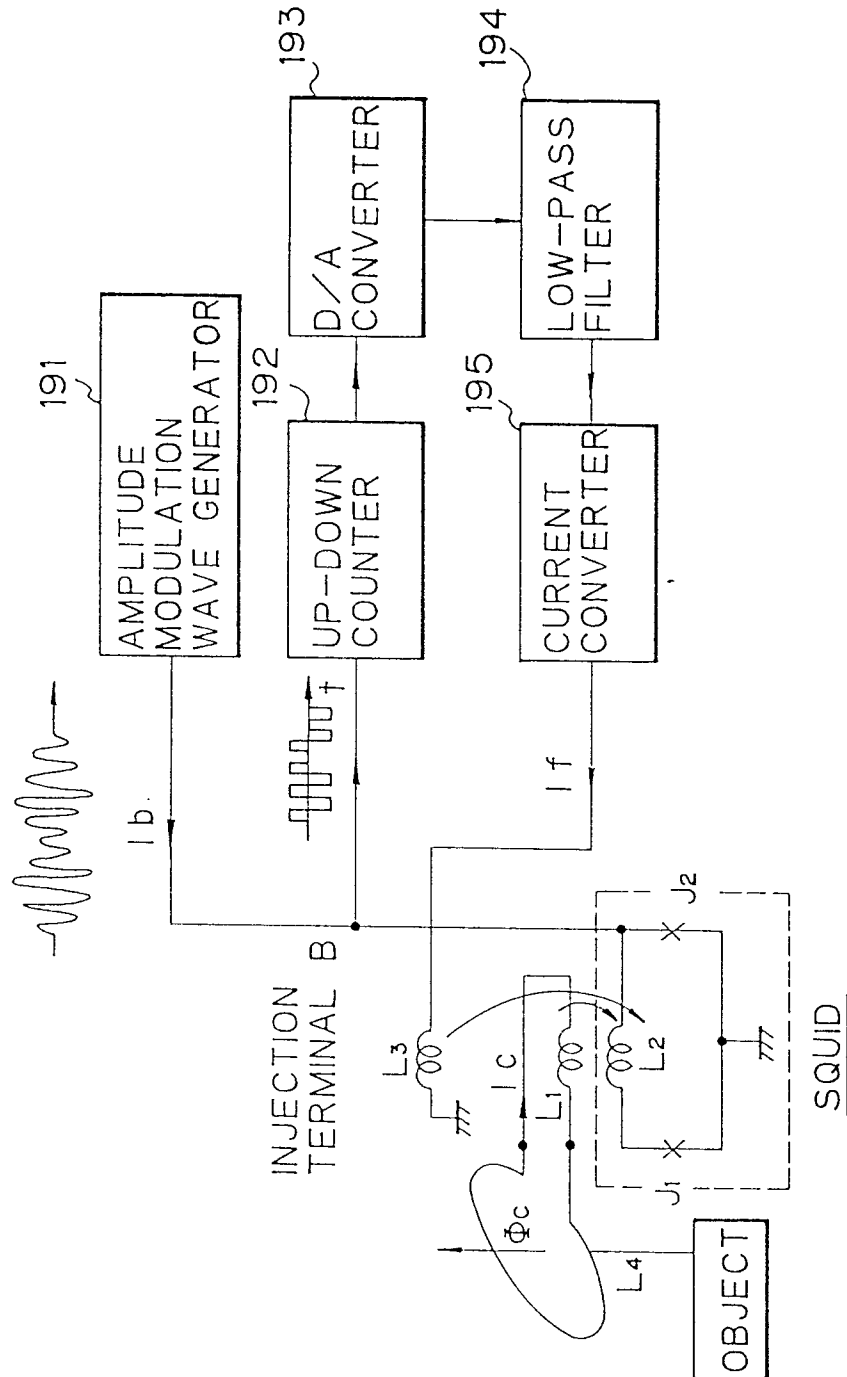 191
AMPLITUDE
MODULATION
WAVE GENERATOR
Ib.
INJECTION
TERMINAL B
t
192
UP-DOWN
COUNTER
193
D/A
CONVERTER
194
LOW-PASS
FILTER
195
CURRENT
CONVERTER
If
L3
Ic
L1
L2
J1
J2
Φc
L4
OBJECT
SQUID